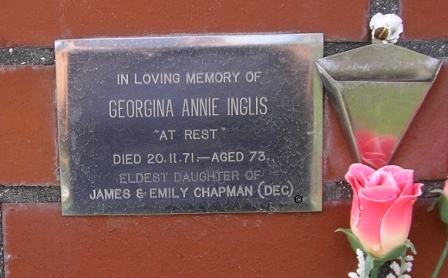 IN LOVING MEMORY OF
GEORGINA ANNIE INGLIS
"AT REST"
DIED 20.11.71.—AGED 73.
ELDEST DAUGHTER OF
JAMES & EMILY CHAPMAN (DEC)